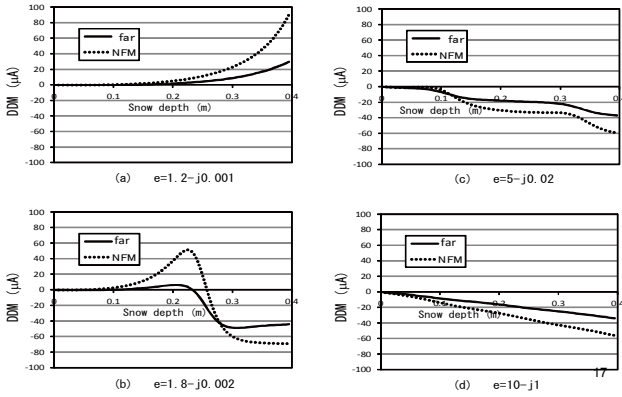 100
80
60
40
20
0
-20
-40
-60
-80
-100
DDM (μA)
far
NFM
0 0.1 0.2 0.3 0.4
Snow depth (m)
(a) e=1.2-j0.001
100
80
60
40
20
0
-20
-40
-60
-80
-100
DDM (μA)
far
NFM
0 0.1 0.2 0.3 0.4
Snow depth (m)
(c) e=5-j0.02
100
80
60
40
20
0
-20
-40
-60
-80
-100
DDM (μA)
far
NFM
0 0.1 0.2 0.3 0.4
Snow depth (m)
(b) e=1.8-j0.002
100
80
60
40
20
0
-20
-40
-60
-80
-100
DDM (μA)
far
NFM
0 0.1 0.2 0.3 0.4
Snow depth (m)
17
(d) e=10-j1